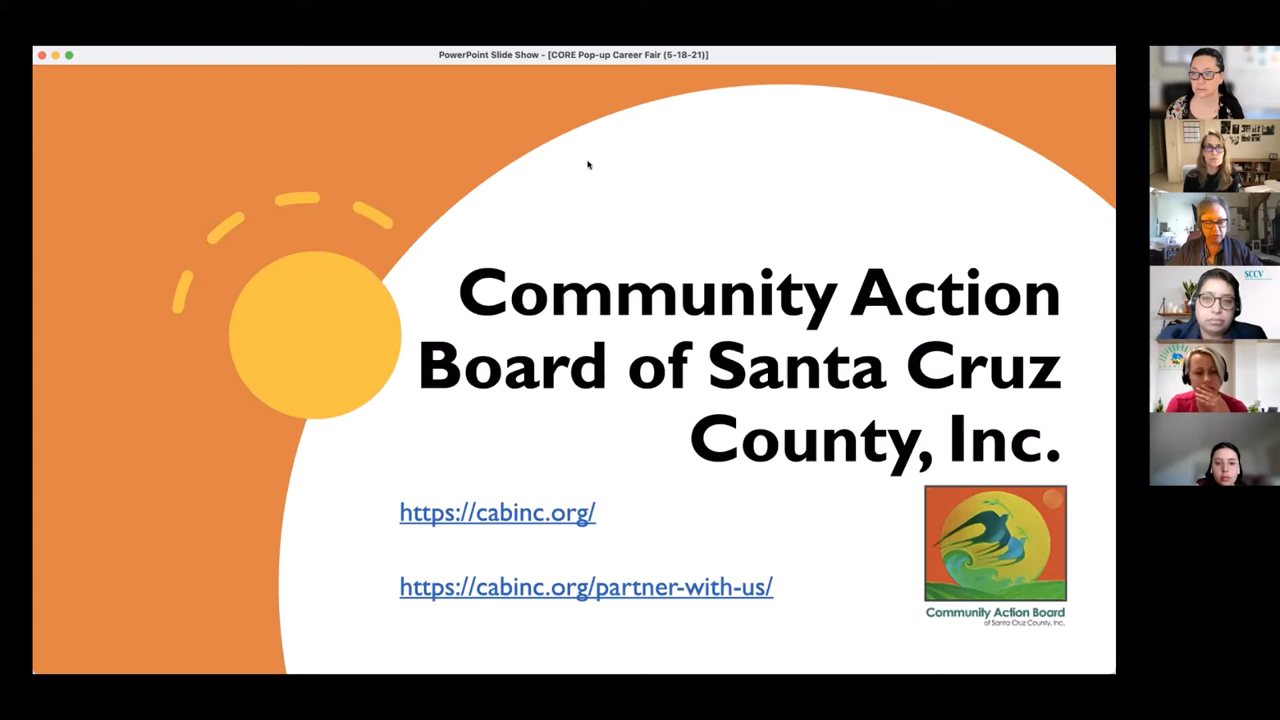 PowerPoint Slide Show - [CORE Pop-up Career Fair (5-18-21)]
Community Action
Board of Santa Cruz
County, Inc.
https://cabinc.org/
https://cabinc.org/partner-with-us/
Community Action Board
of Santa Cruz County, Inc.
SCCV